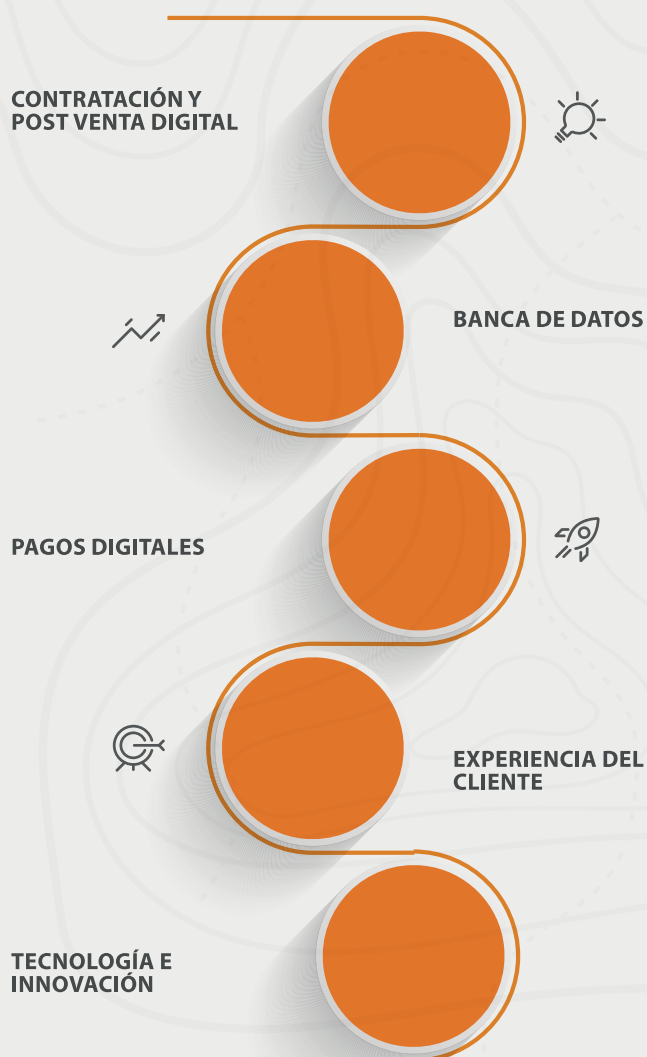 CONTRATACIÓN Y
POST VENTA DIGITAL
BANCA DE DATOS
PAGOS DIGITALES
EXPERIENCIA DEL
CLIENTE
TECNOLOGÍA E
INNOVACIÓN